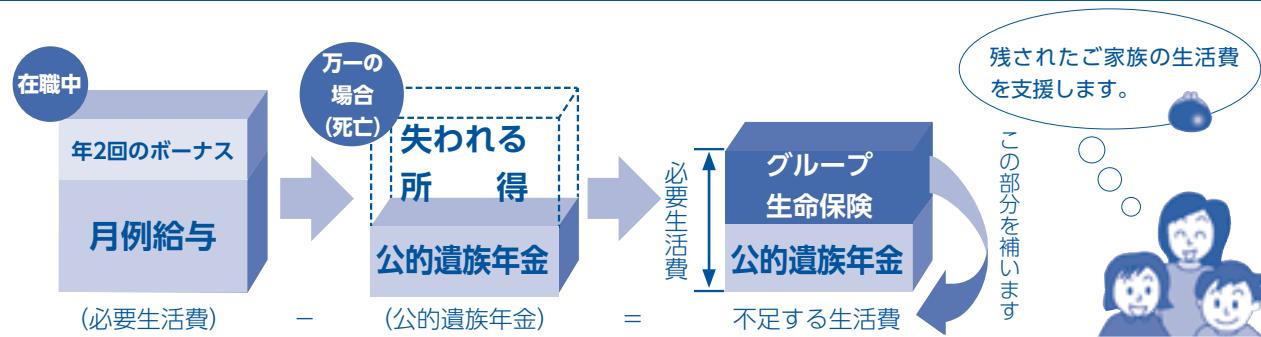 在職中
年2回のボーナス
月例給与
(必要生活費)
－
万一の
場合
(死亡)
失われる
所　得
公的遺族年金
(公的遺族年金)
＝
必要生活費
グループ
生命保険
公的遺族年金
不足する生活費
この部分を補います
残されたご家族の生活費
を支援します。